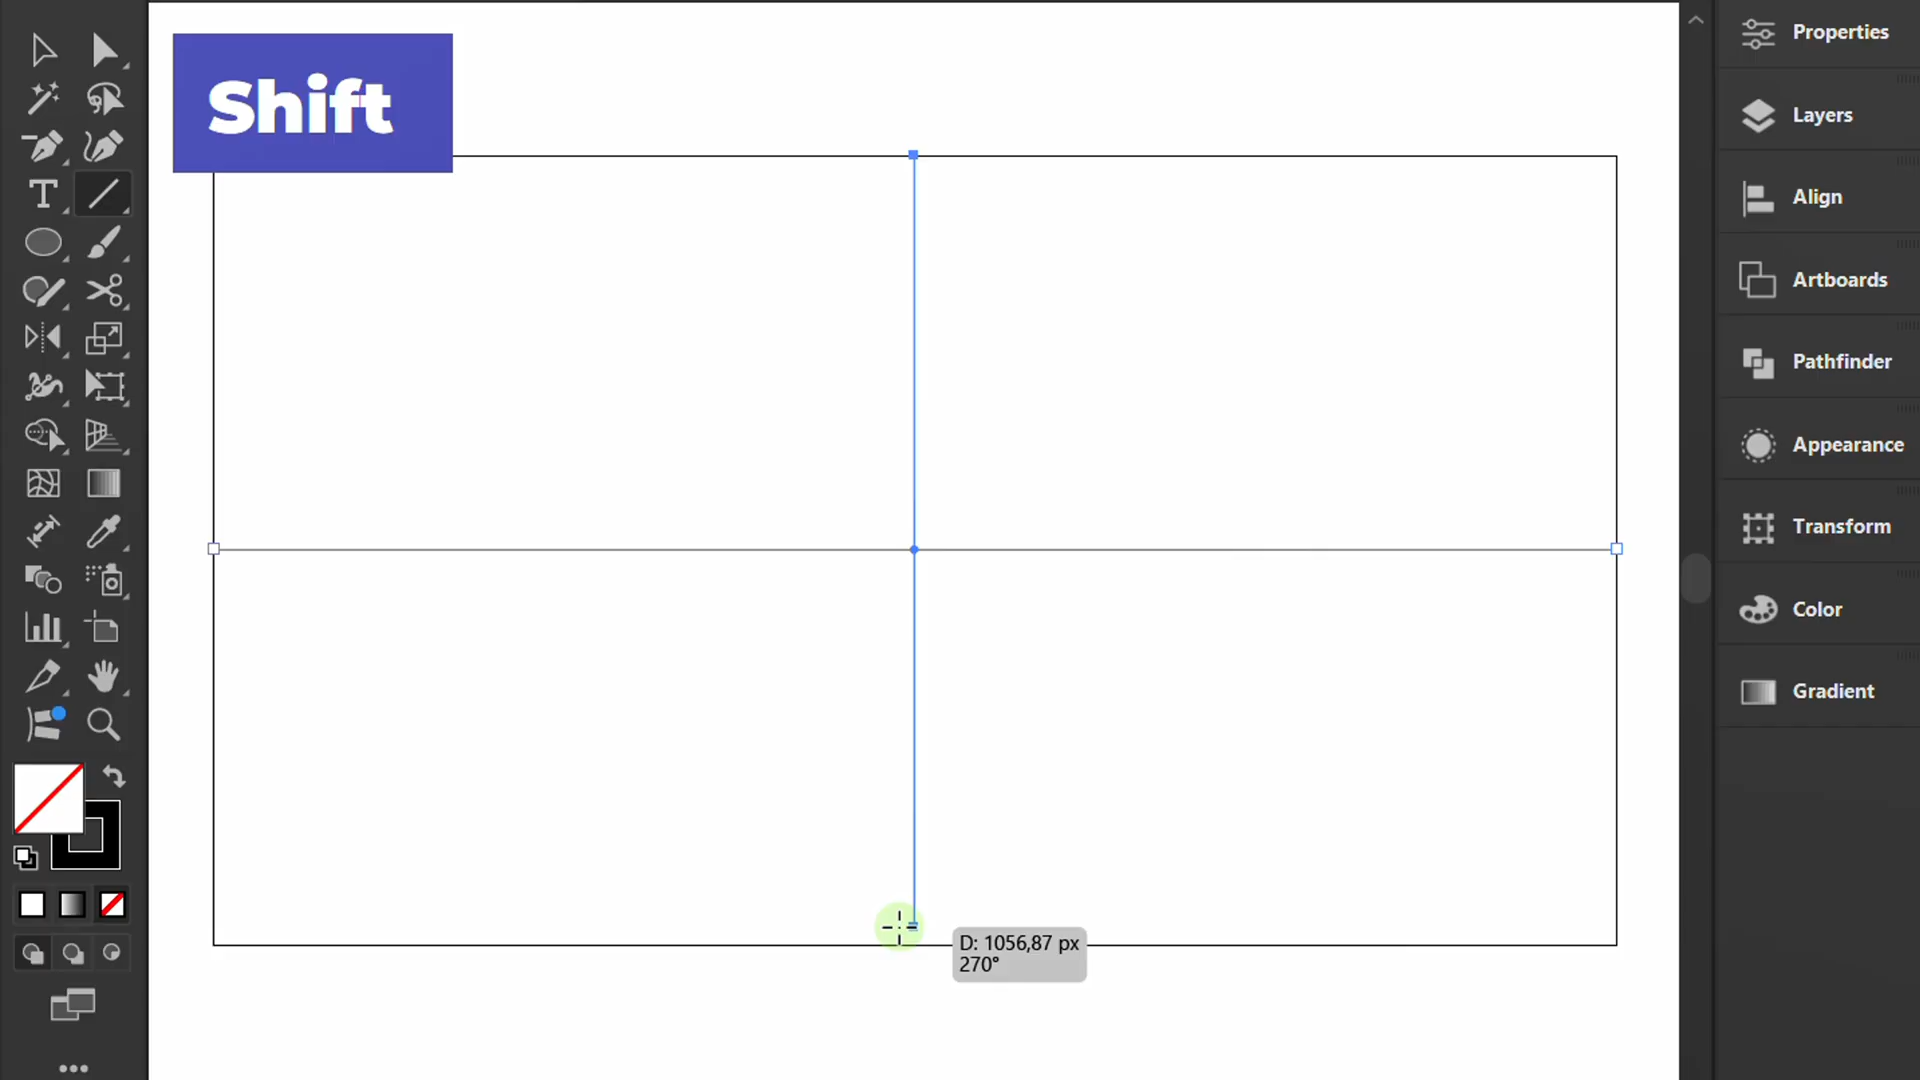 Shift
Properties
Layers
Align
Artboards
Pathfinder
Appearance
Transform
Color
Gradient
D: 1056,87 px
270°